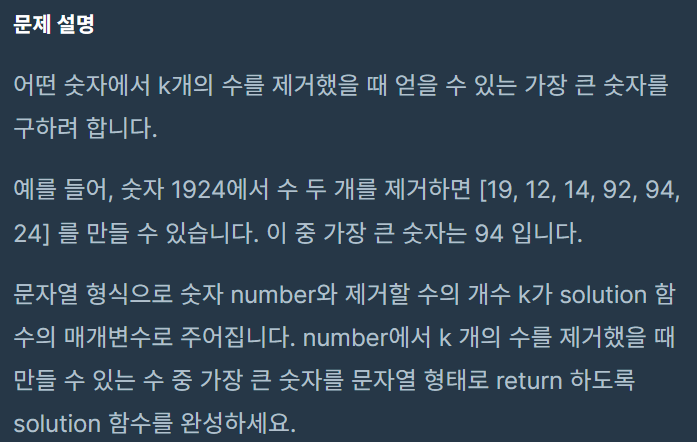 문제 설명
어떤 숫자에서 k개의 수를 제거했을 때 얻을 수 있는 가장 큰 숫자를
구하려 합니다.
예를 들어, 숫자 1924에서 수 두 개를 제거하면 [19, 12, 14, 92, 94,
24] 를 만들 수 있습니다. 이 중 가장 큰 숫자는 94 입니다.
문자열 형식으로 숫자 number와 제거할 수의 개수 k가 solution 함
수의 매개변수로 주어집니다. number에서 k 개의 수를 제거했을 때
만들 수 있는 수 중 가장 큰 숫자를 문자열 형태로 return 하도록
solution 함수를 완성하세요.